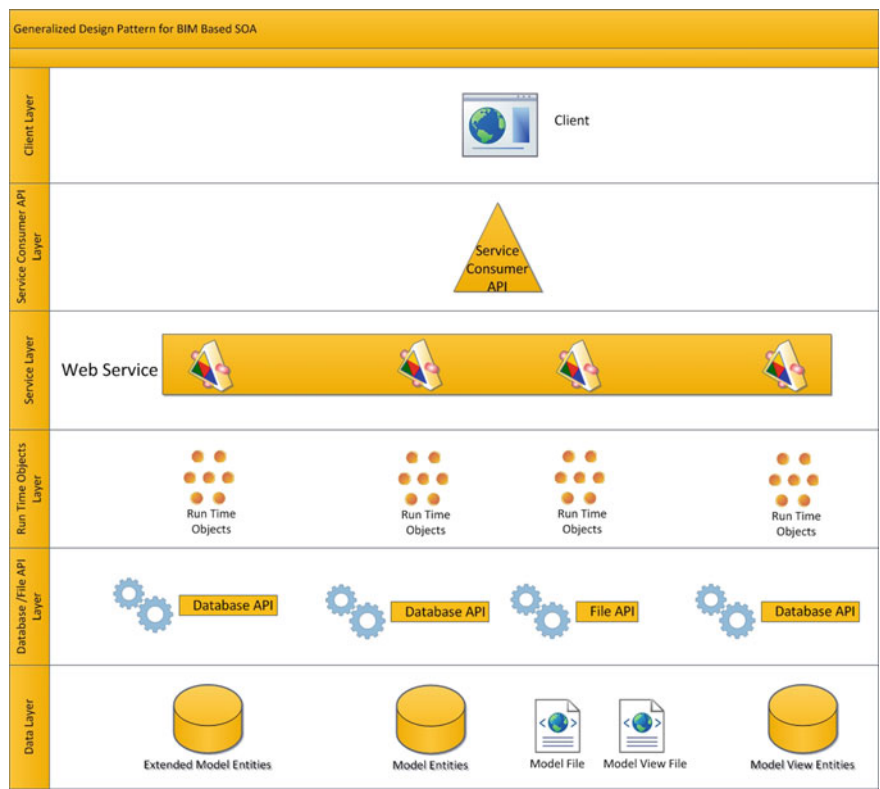 Generalized Design Pattern for BIM Based SOA
Client Layer
Client
Service Consumer API
Layer
Service
Consumer
API
Service Layer
Web Service
Run Time Objects
Layer
Run Time
Objects
Run Time
Objects
Run Time
Objects
Run Time
Objects
Database /File API
Layer
Database API
Database API
File API
Database API
Data Layer
Extended Model Entities
Model Entities
Model File
Model View File
Model View Entities